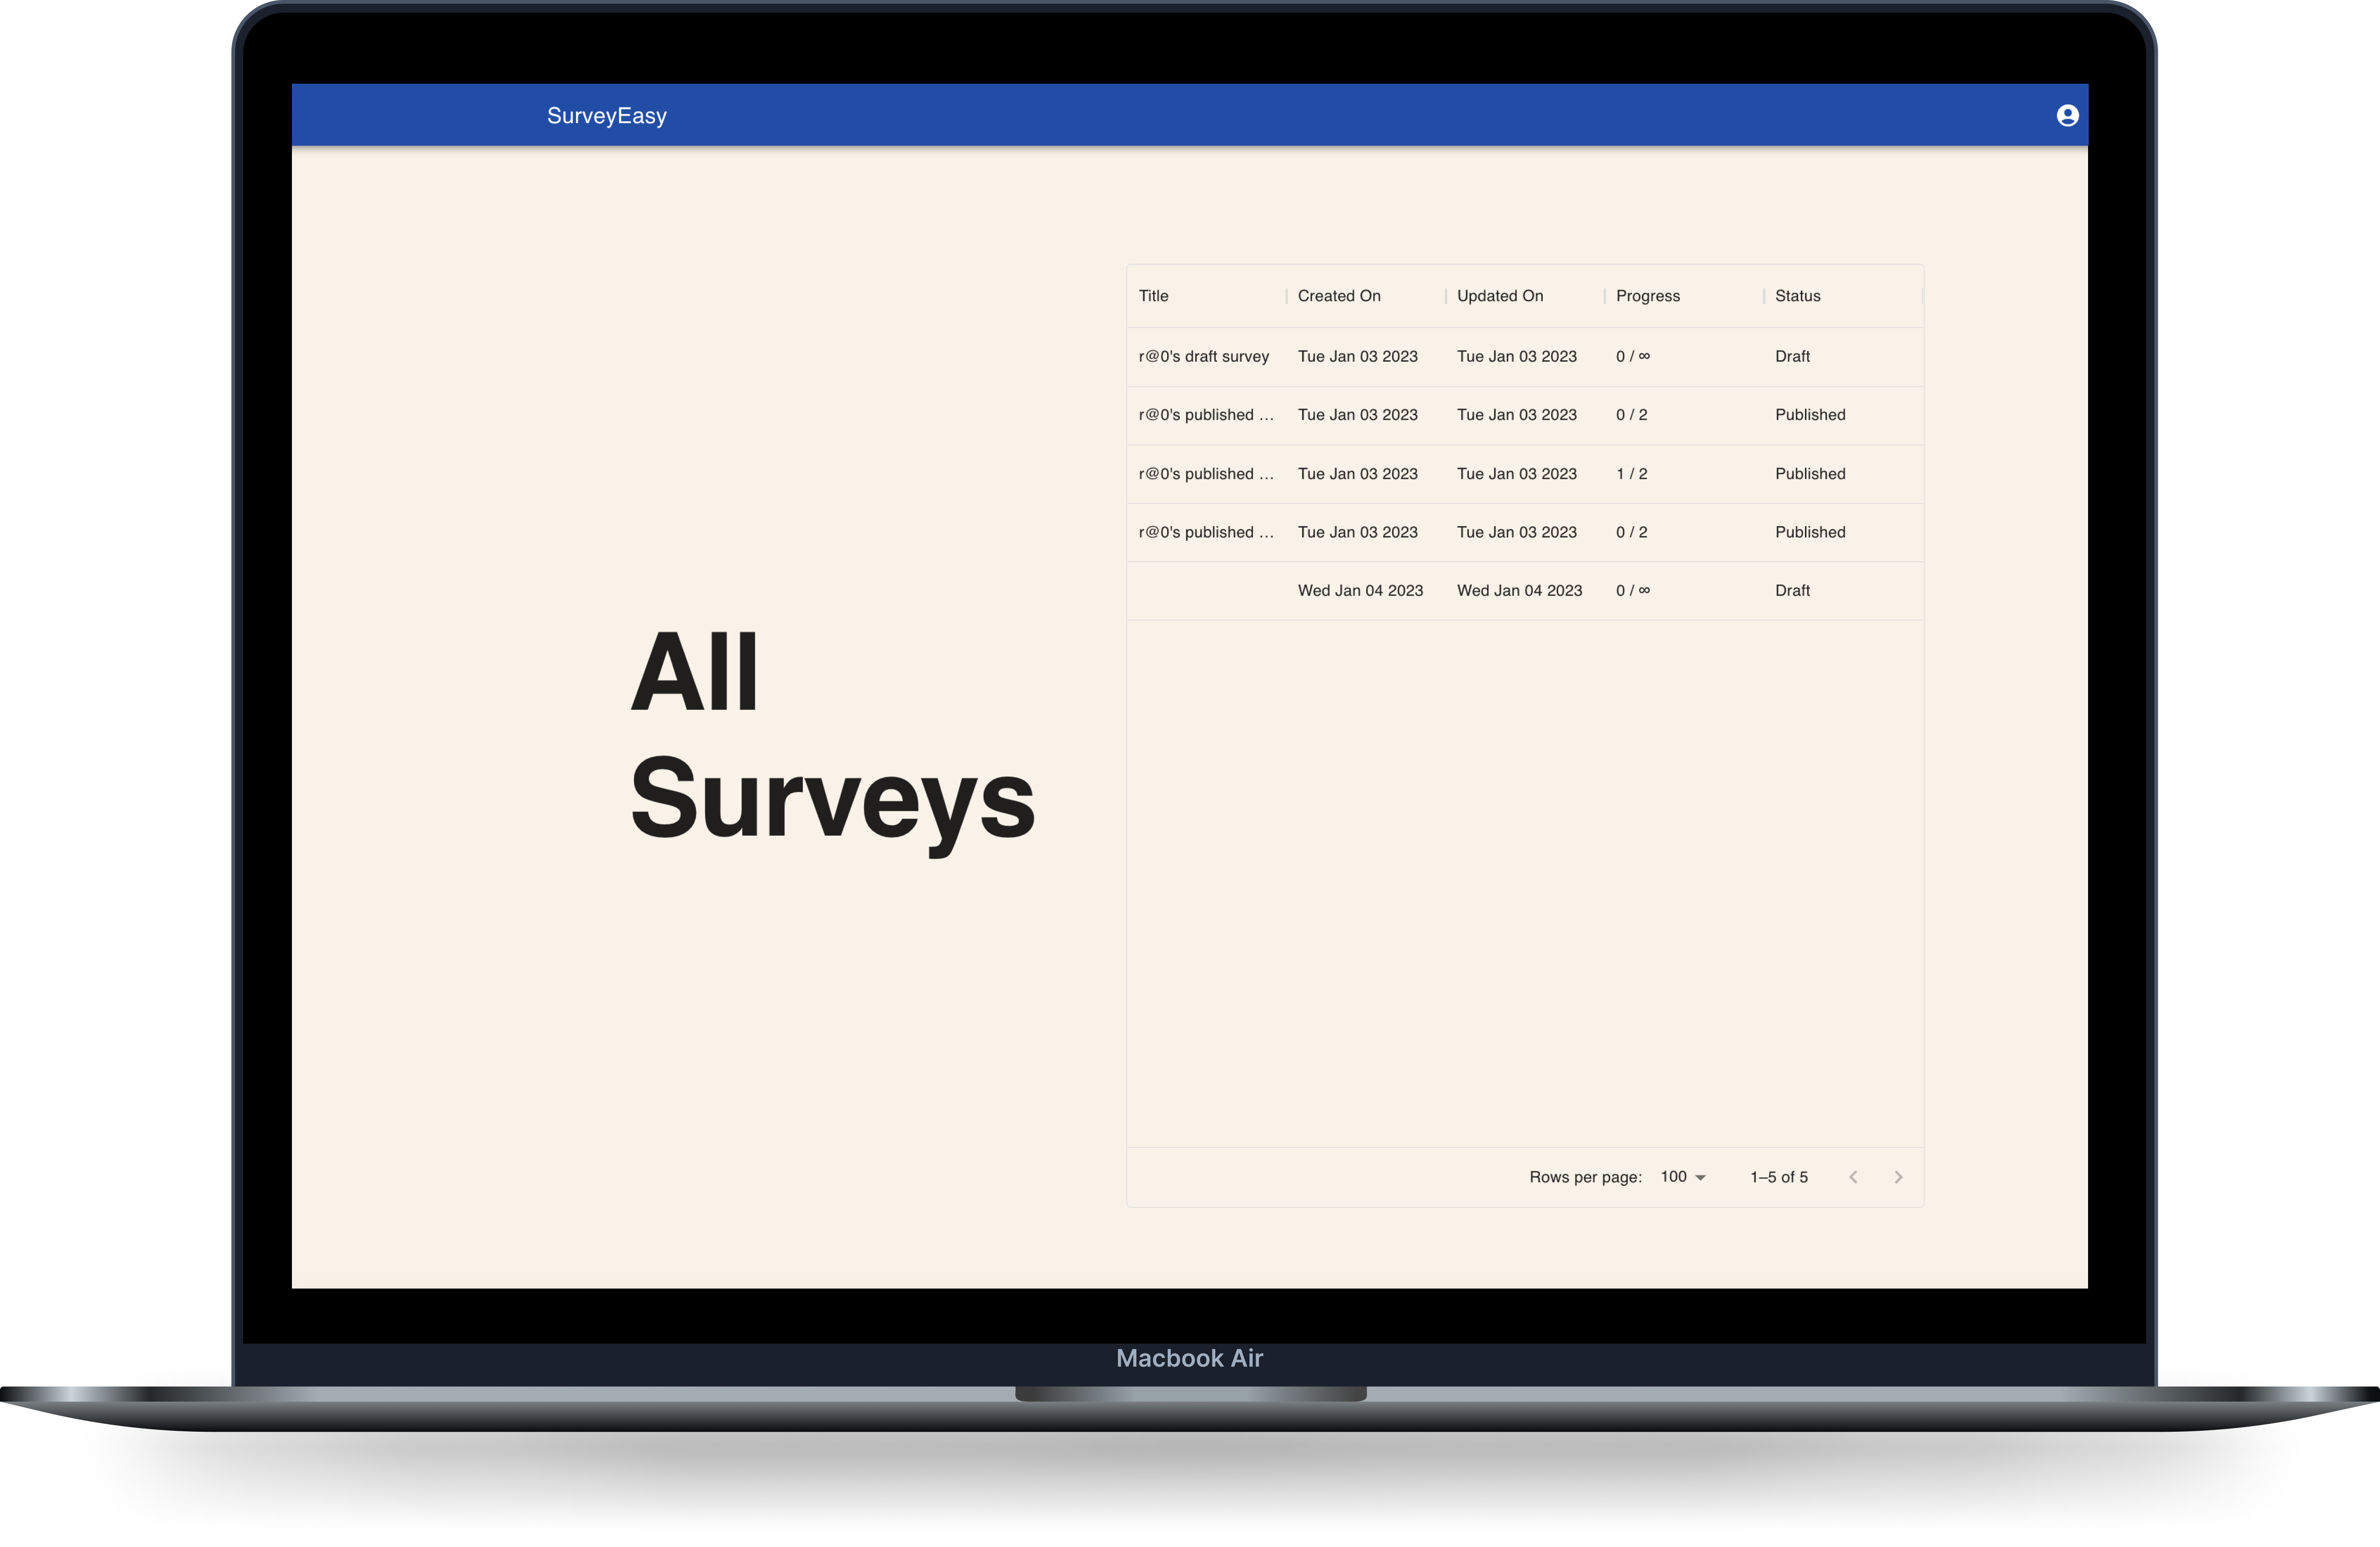 SurveyEasy
All
Surveys
Title Created On Updated On Progress Status
r@0's draft survey Tue Jan 03 2023 Tue Jan 03 2023 0 / ∞ Draft
r@0's published ... Tue Jan 03 2023 Tue Jan 03 2023 0 / 2 Published
r@0's published ... Tue Jan 03 2023 Tue Jan 03 2023 1 / 2 Published
r@0's published ... Tue Jan 03 2023 Tue Jan 03 2023 0 / 2 Published
Wed Jan 04 2023 Wed Jan 04 2023 0 / ∞ Draft
Rows per page: 100 1–5 of 5
Macbook Air